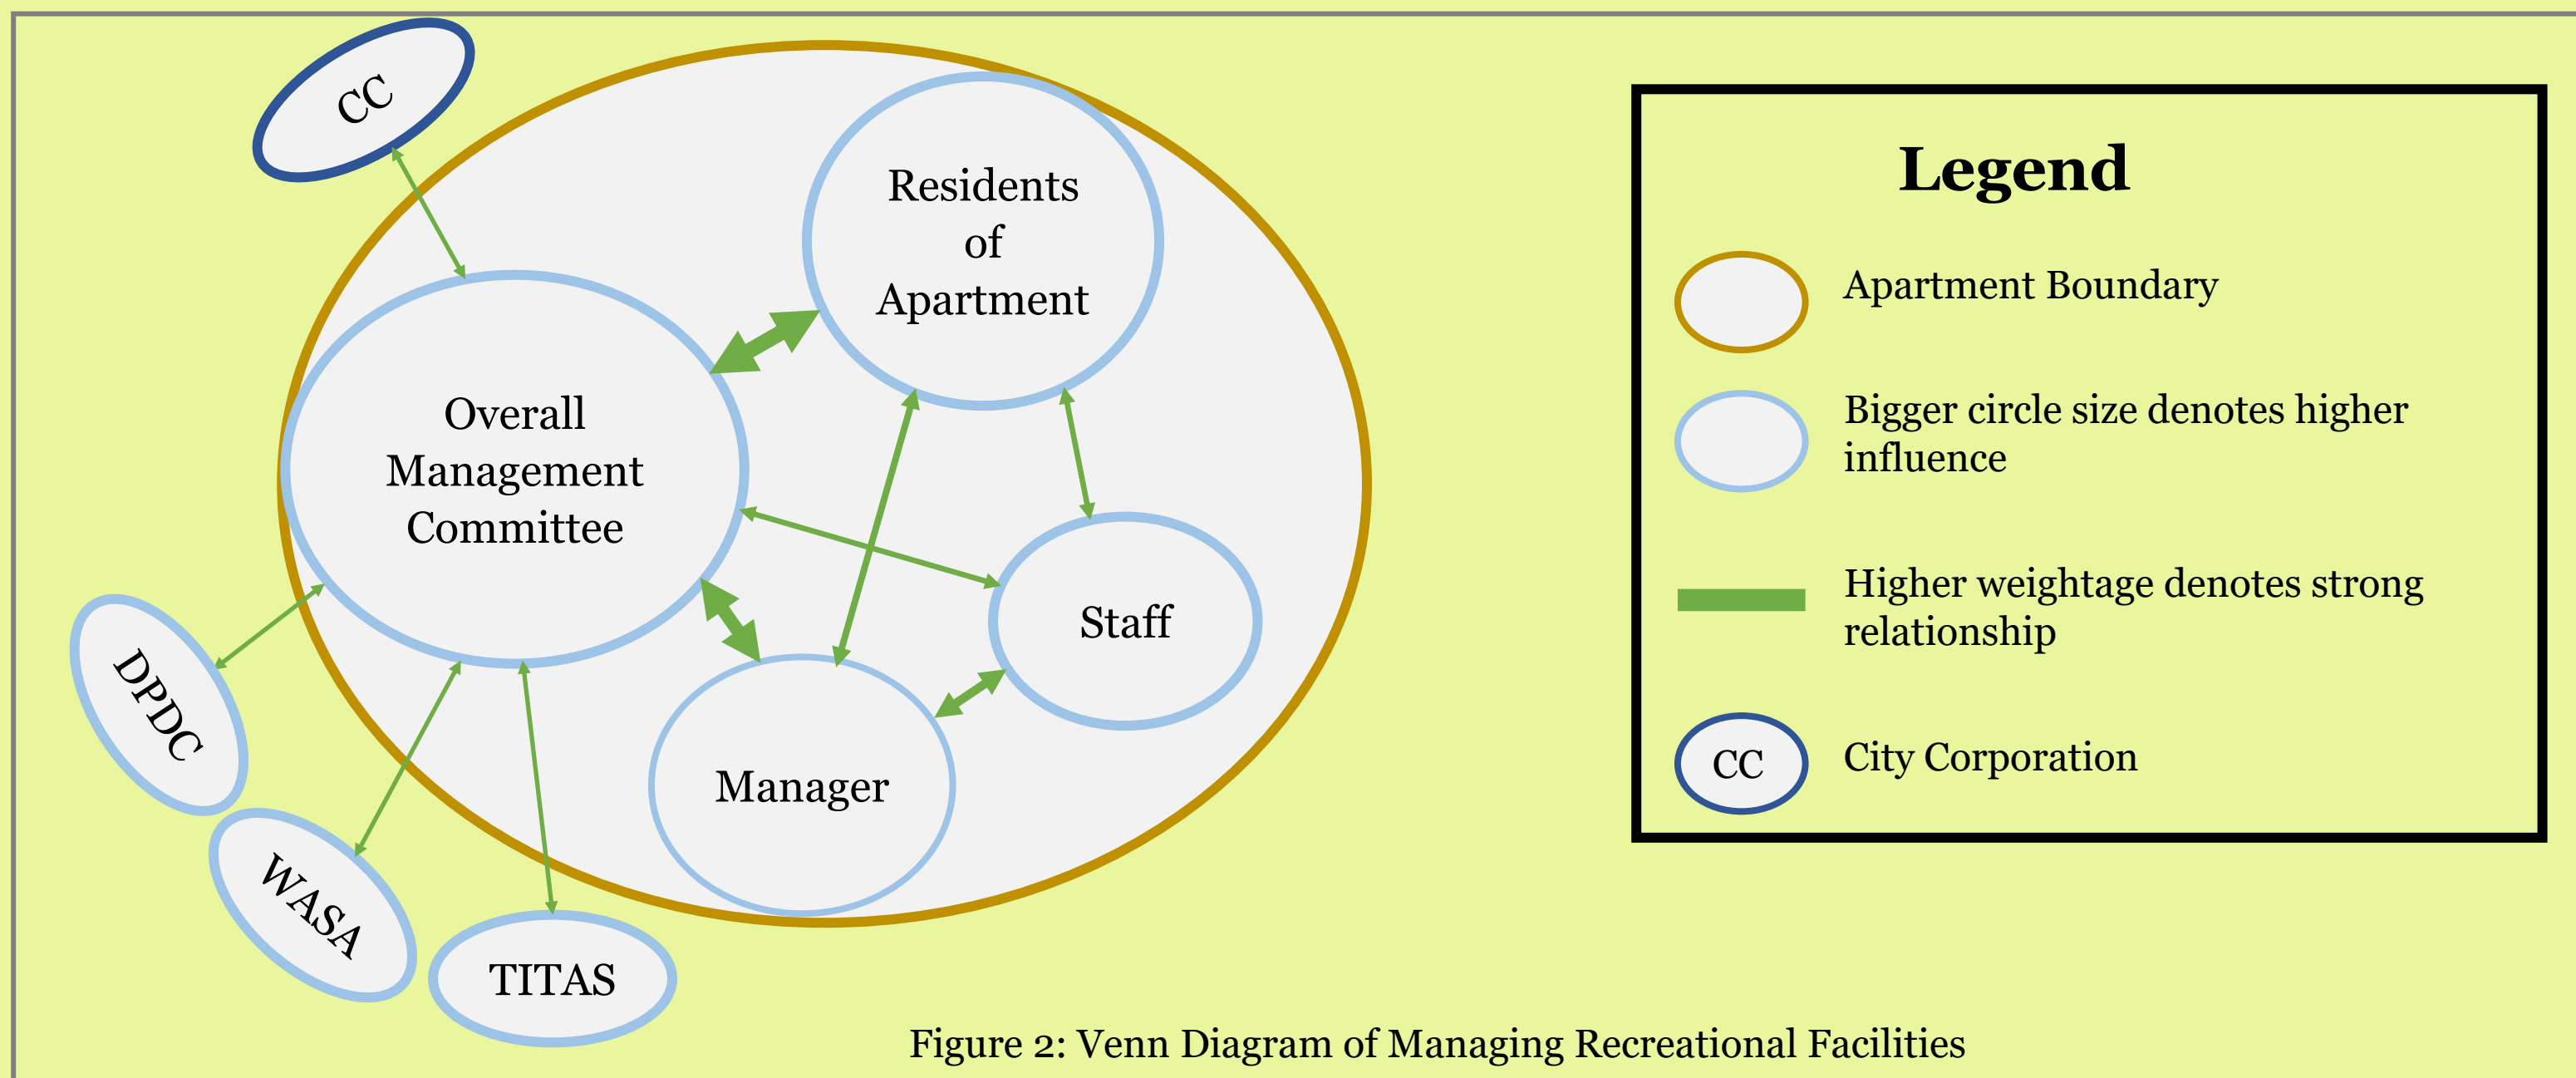 CC
Residents
of
Apartment
Overall
Management
Committee
Staff
Manager
DPDC
WASA
TITAS
Legend
Apartment Boundary
Bigger circle size denotes higher
influence
Higher weightage denotes strong
relationship
CC
City Corporation
Figure 2: Venn Diagram of Managing Recreational Facilities